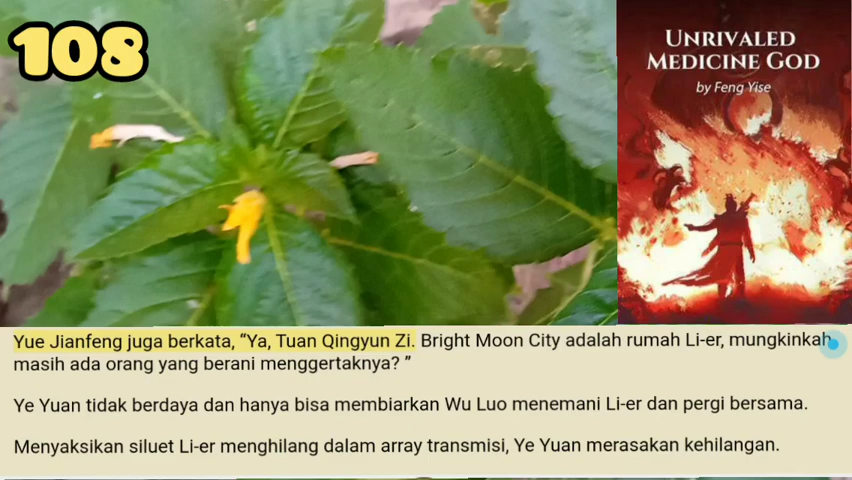 108
UNRIVALED
MEDICINE GOD
by Feng Yise
Yue Jianfeng juga berkata, “Ya, Tuan Qingyun Zi. Bright Moon City adalah rumah Li-er, mungkinkah
masih ada orang yang berani menggertaknya? ”
Ye Yuan tidak berdaya dan hanya bisa membiarkan Wu Luo menemani Li-er dan pergi bersama.
Menyaksikan siluet Li-er menghilang dalam array transmisi, Ye Yuan merasakan kehilangan.